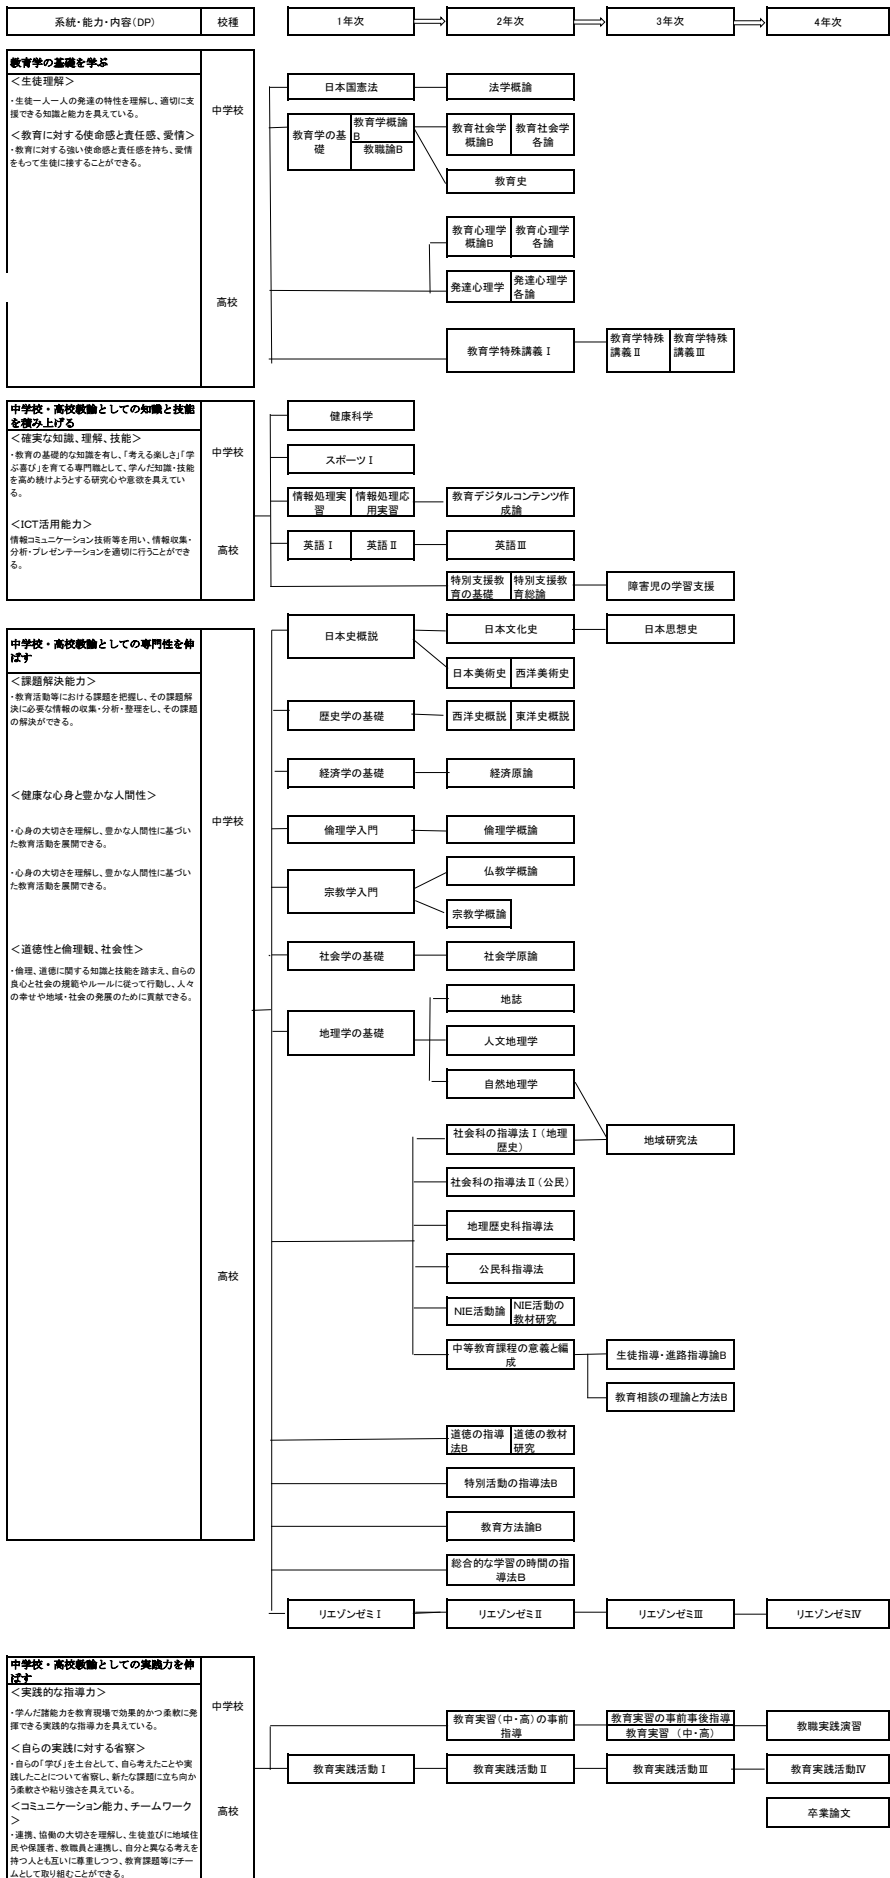 系統・能力・内容(DP)
校種
1年次
2年次
3年次
4年次
教育学の基礎を学ぶ
＜生徒理解＞
・生徒一人一人の発達の特性を理解し、適切に支
援できる知識と能力を具えている。
＜教育に対する使命感と責任感、愛情＞
・教育に対する強い使命感と責任感を持ち、愛情
をもって生徒に接することができる。
中学校
高校
日本国憲法
法学概論
教育学の基
礎
教育学概論
B
教職論B
教育社会学
概論B
教育社会学
各論
教育史
教育心理学
概論B
教育心理学
各論
発達心理学
発達心理学
各論
教育学特殊講義Ⅰ
教育学特殊
講義Ⅱ
教育学特殊
講義Ⅲ
中学校・高校教諭としての知識と技能
を積み上げる
＜確実な知識、理解、技能＞
・教育の基礎的な知識を有し、「考える楽しさ」「学
ぶ喜び」を育てる専門職として、学んだ知識・技能
を高め続けようとする研究心や意欲を具えてい
る。
＜ICT活用能力＞
情報コミュニケーション技術等を用い、情報収集・
分析・プレゼンテーションを適切に行うことができ
る。
中学校
高校
健康科学
スポーツⅠ
情報処理実
習
情報処理応
用実習
教育デジタルコンテンツ作
成論
英語Ⅰ
英語Ⅱ
英語Ⅲ
特別支援教
育の基礎
特別支援教
育総論
障害児の学習支援
中学校・高校教諭としての専門性を伸
ばす
＜課題解決能力＞
・教育活動等における課題を把握し、その課題解
決に必要な情報の収集・分析・整理をし、その課題
の解決ができる。
＜健康な心身と豊かな人間性＞
・心身の大切さを理解し、豊かな人間性に基づい
た教育活動を展開できる。
・心身の大切さを理解し、豊かな人間性に基づい
た教育活動を展開できる。
＜道徳性と倫理観、社会性＞
・倫理、道徳に関する知識と技能を踏まえ、自らの
良心と社会の規範やルールに従って行動し、人々
の幸せや地域・社会の発展のために貢献できる。
中学校
高校
日本史概説
日本文化史
日本思想史
日本美術史
西洋美術史
歴史学の基礎
西洋史概説
東洋史概説
経済学の基礎
経済原論
倫理学入門
倫理学概論
宗教学入門
仏教学概論
宗教学概論
社会学の基礎
社会学原論
地理学の基礎
地誌
人文地理学
自然地理学
社会科の指導法Ⅰ（地理
歴史）
地域研究法
社会科の指導法Ⅱ（公民）
地理歴史科指導法
公民科指導法
NIE活動論
NIE活動の
教材研究
中等教育課程の意義と編
成
生徒指導・進路指導論B
教育相談の理論と方法B
道徳の指導
法B
道徳の教材
研究
特別活動の指導法B
教育方法論B
総合的な学習の時間の指
導法B
リエゾンゼミⅠ
リエゾンゼミⅡ
リエゾンゼミⅢ
リエゾンゼミⅣ
中学校・高校教諭としての実践力を伸
ばす
＜実践的な指導力＞
・学んだ諸能力を教育現場で効果的かつ柔軟に発
揮できる実践的な指導力を具えている。
＜自らの実践に対する省察＞
・自らの「学び」を土台として、自ら考えたことや実
践したことについて省察し、新たな課題に立ち向か
う柔軟さや粘り強さを具えている。
＜コミュニケーション能力、チームワーク
＞
・連携、協働の大切さを理解し、生徒並びに地域住
民や保護者、教職員と連携し、自分と異なる考えを
持つ人とも互いに尊重しつつ、教育課題等にチー
ムとして取り組むことができる。
中学校
高校
教育実習（中・高）の事前
指導
教育実習の事前事後指導
教育実習 （中・高）
教職実践演習
教育実践活動Ⅰ
教育実践活動Ⅱ
教育実践活動Ⅲ
教育実践活動Ⅳ
卒業論文